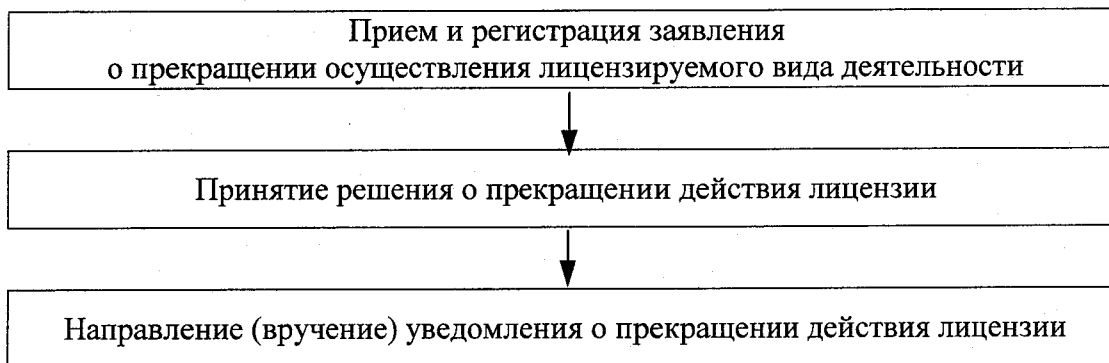 Прием и регистрация заявления
о прекращении осуществления лицензируемого вида деятельности
Принятие решения о прекращении действия лицензии
Направление (вручение) уведомления о прекращении действия лицензии